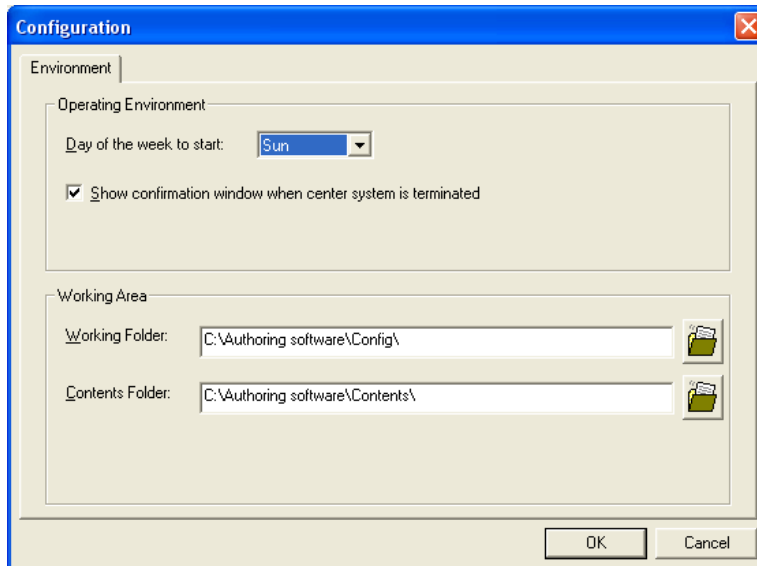 Configuration
Environment
Operating Environment
Day of the week to start: Sun
Show confirmation window when center system is terminated
Working Area
Working Folder: C:\Authoring software\Config\
Contents Folder: C:\Authoring software\Contents\
OK Cancel